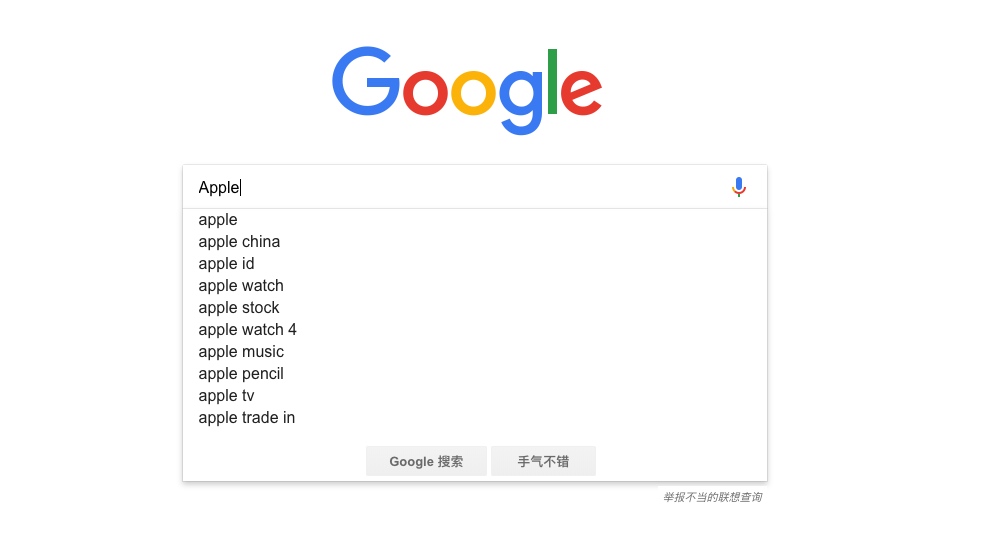 Google
Apple
apple
apple china
apple id
apple watch
apple stock
apple watch 4
apple music
apple pencil
apple tv
apple trade in
Google 搜索 手气不错
举报不当的联想查询